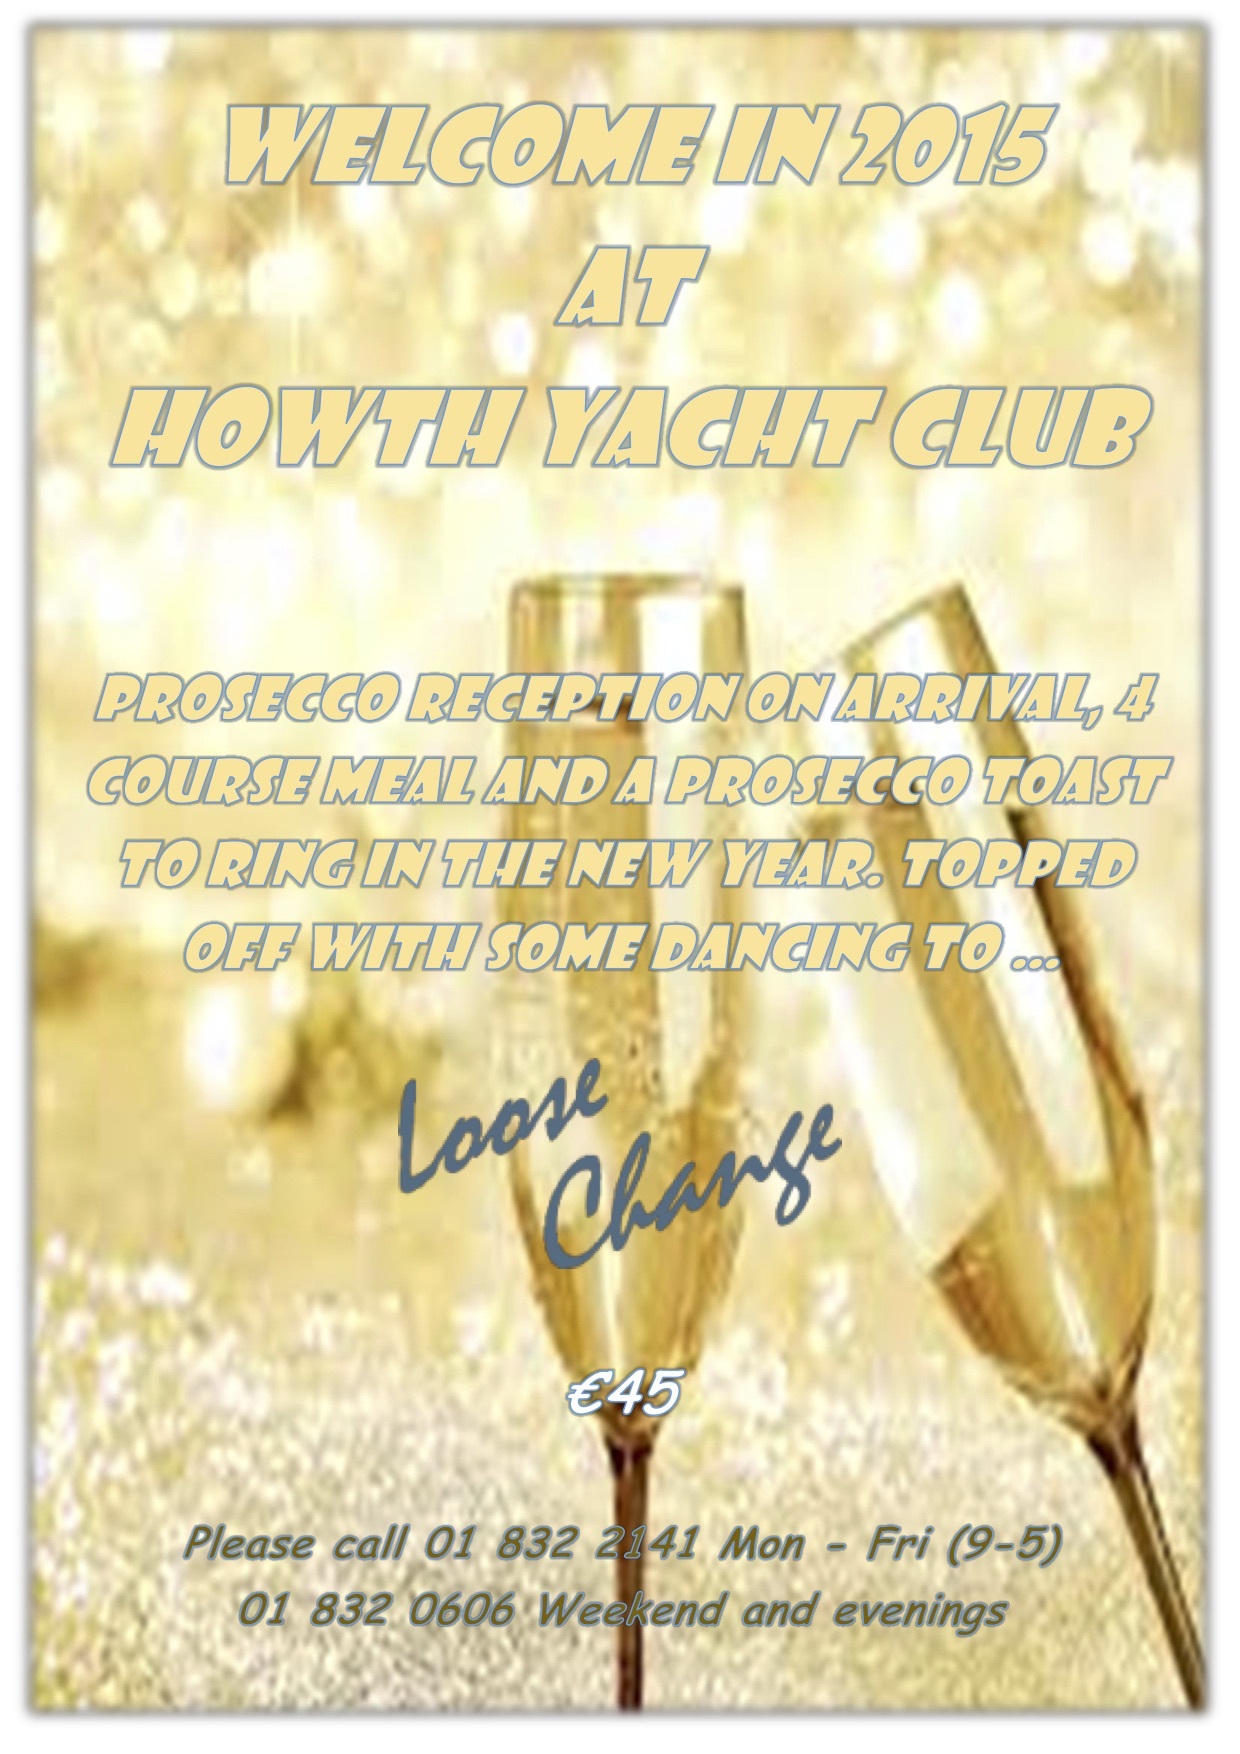 WELCOME IN 2015
AT
HOWTH YACHT CLUB
PROSECCO RECEPTION ON ARRIVAL, 4
COURSE MEAL AND A PROSECCO TOAST
TO RING IN THE NEW YEAR. TOPPED
OFF WITH SOME DANCING TO ...
Loose
Change
€45
Please call 01 832 2141 Mon - Fri (9-5)
01 832 0606 Weekend and evenings